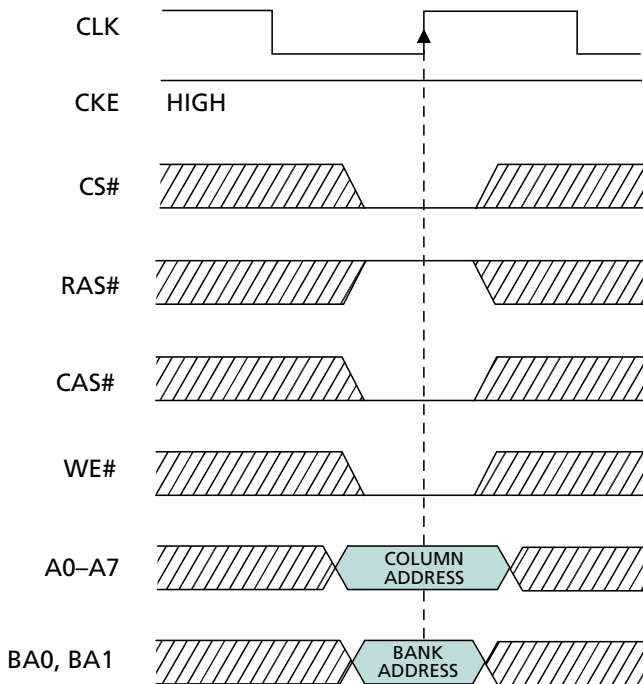 CLK
CKE HIGH
CS#
RAS#
CAS#
WE#
A0–A7 COLUMN
ADDRESS
BA0, BA1 BANK
ADDRESS